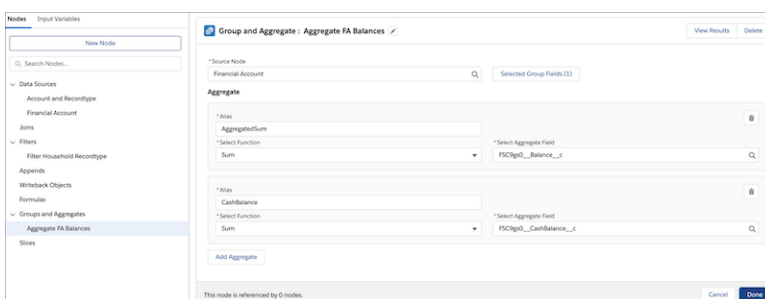 Nodes Input Variables
New Node
Search Nodes...
Data Sources
Account and Recordtype
Financial Account
Joins
Filters
Filter Household Recordtype
Appends
Writeback Objects
Formulas
Groups and Aggregates
Aggregate FA Balances
Slices
Group and Aggregate : Aggregate FA Balances
View Results Delete
*Source Node
Financial Account
Selected Group Fields (1)
Aggregate
*Alias
AggregatedSum
*Select Function *Select Aggregate Field
Sum FSC9gs0__Balance__c
*Alias
CashBalance
*Select Function *Select Aggregate Field
Sum FSC9gs0__CashBalance__c
Add Aggregate
This node is referenced by 0 nodes.
Cancel Done